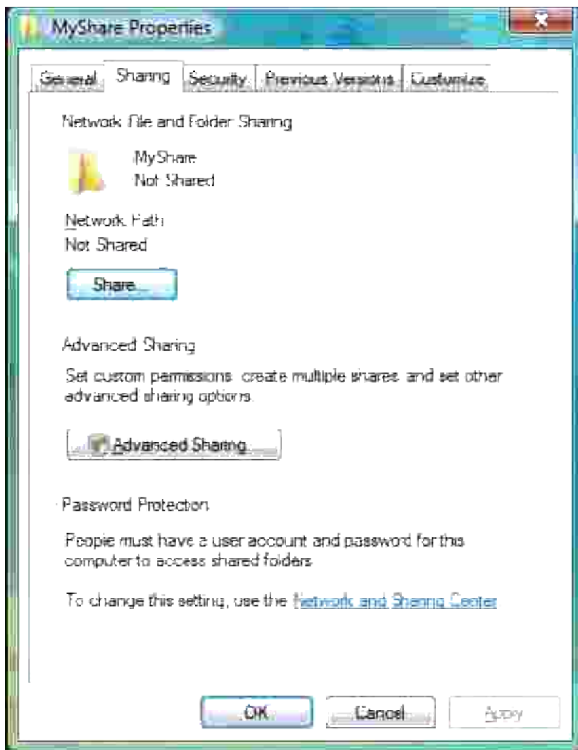 MyShare Properties
General Sharing Security Previous Versions Customize
Network File and Folder Sharing
MyShare
Not Shared
Network Path:
Not Shared
Share...
Advanced Sharing
Set custom permissions, create multiple shares, and set other
advanced sharing options.
Advanced Sharing...
Password Protection
People must have a user account and password for this
computer to access shared folders.
To change this setting, use the Network and Sharing Center.
OK Cancel Apply